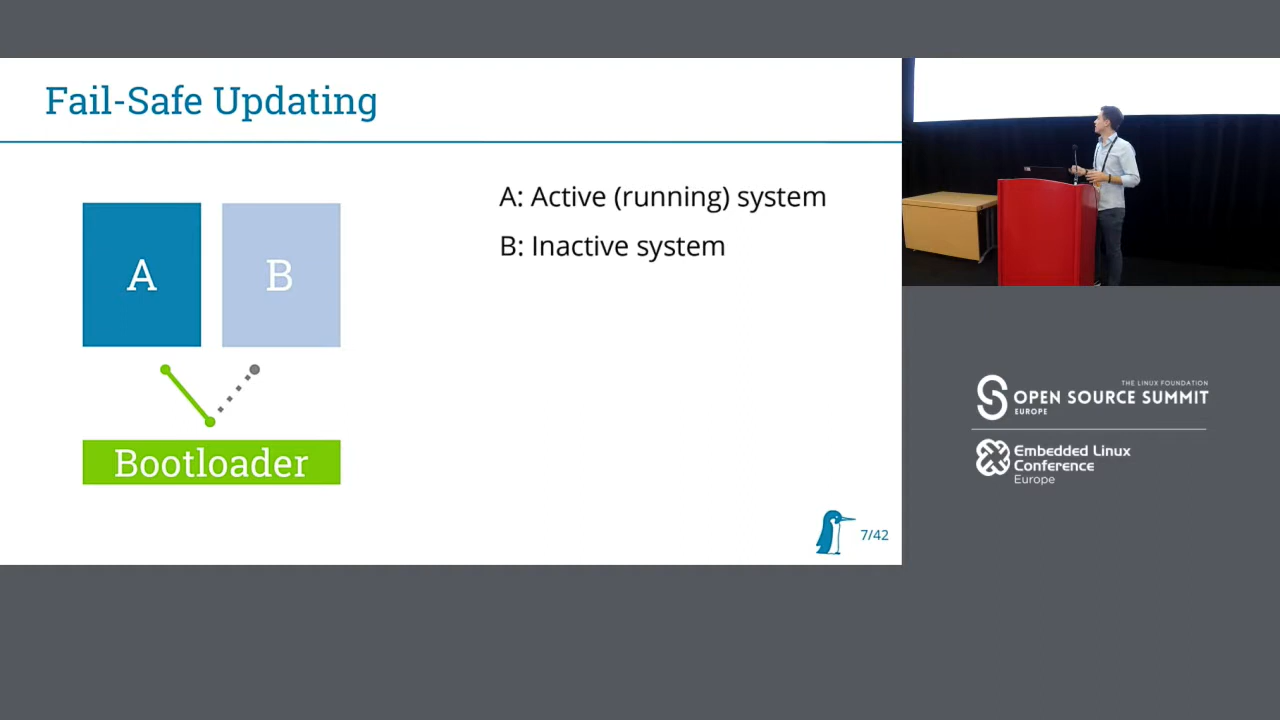 Fail-Safe Updating
A
B
A: Active (running) system
B: Inactive system
Bootloader
7/42
THE LINUX FOUNDATION
OPEN SOURCE SUMMIT
EUROPE
Embedded Linux
Conference
Europe